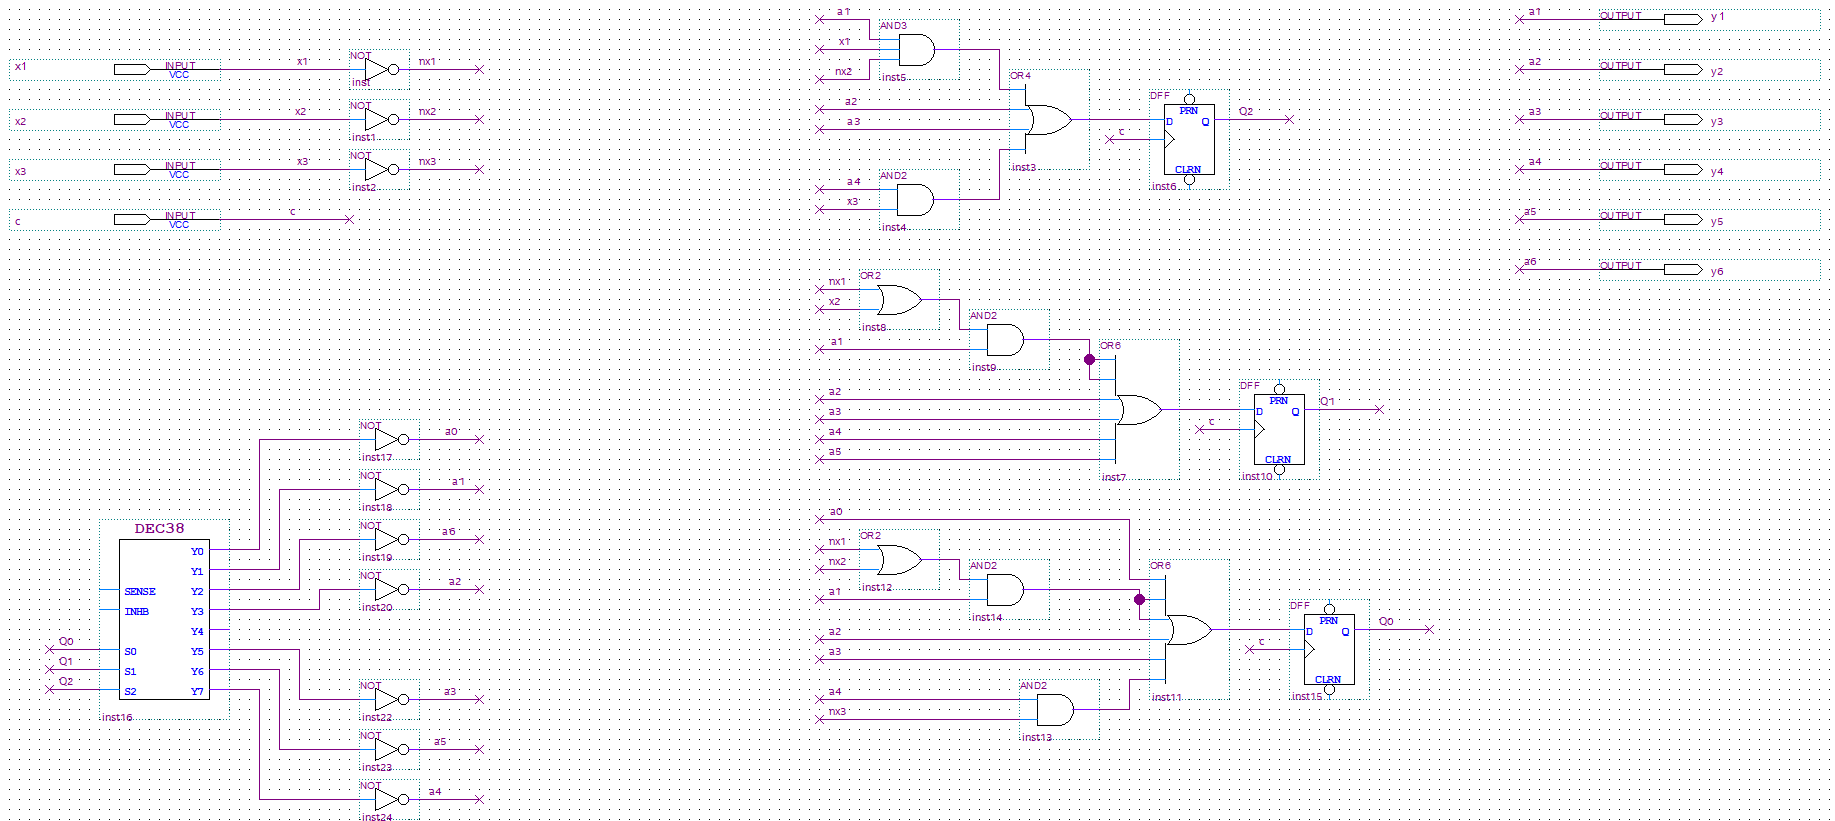 x1 INPUT VCC x1 NOT inst nx1
x2 INPUT VCC x2 NOT inst1 nx2
x3 INPUT VCC x3 NOT inst2 nx3
c INPUT VCC c
a1 AND3
x1
nx2 inst5
OR4
a2
a3
inst3
a4 AND2
x3
inst4
DFF
PRN
D Q
c
CLRN
inst6
Q2
a1 OUTPUT y1
a2 OUTPUT y2
a3 OUTPUT y3
a4 OUTPUT y4
a5 OUTPUT y5
a6 OUTPUT y6
nx1 OR2
x2
inst8
AND2
a1
inst9
OR6
a2
a3
a4
a5
inst7
DFF
PRN
D Q
c
CLRN
inst10
Q1
a0
nx1 OR2
nx2
inst12
AND2
a1
inst14
OR6
a2
a3
inst11
a4 AND2
nx3
inst13
DFF
PRN
D Q
c
CLRN
inst15
Q0
DEC38
Y0
Y1
SENSE Y2
INHB Y3
Y4
Q0 S0 Y5
Q1 S1 Y6
Q2 S2 Y7
inst16
NOT a0
inst17
NOT a1
inst18
NOT a6
inst19
NOT a2
inst20
NOT a3
inst22
NOT a5
inst23
NOT a4
inst24